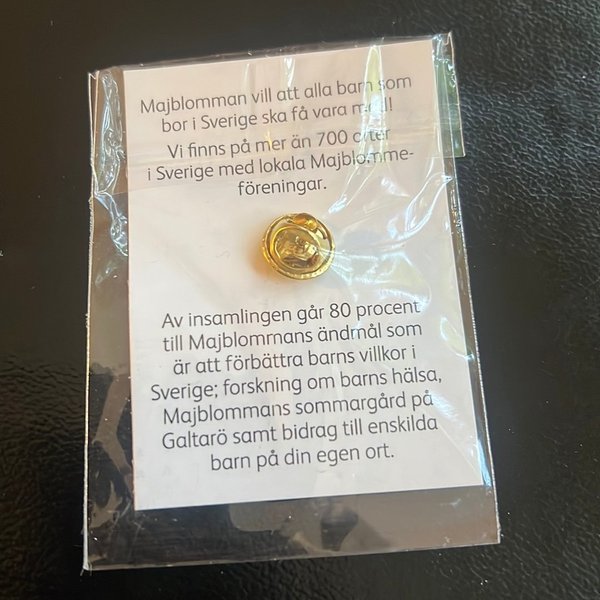 Majblomman vill att alla barn som
bor i Sverige ska få vara med!
Vi finns på mer än 700 orter
i Sverige med lokala Majblomme-
föreningar.
Av insamlingen går 80 procent
till Majblommans ändmål som
är att förbättra barns villkor i
Sverige; forskning om barns hälsa,
Majblommans sommargård på
Galtarö samt bidrag till enskilda
barn på din egen ort.